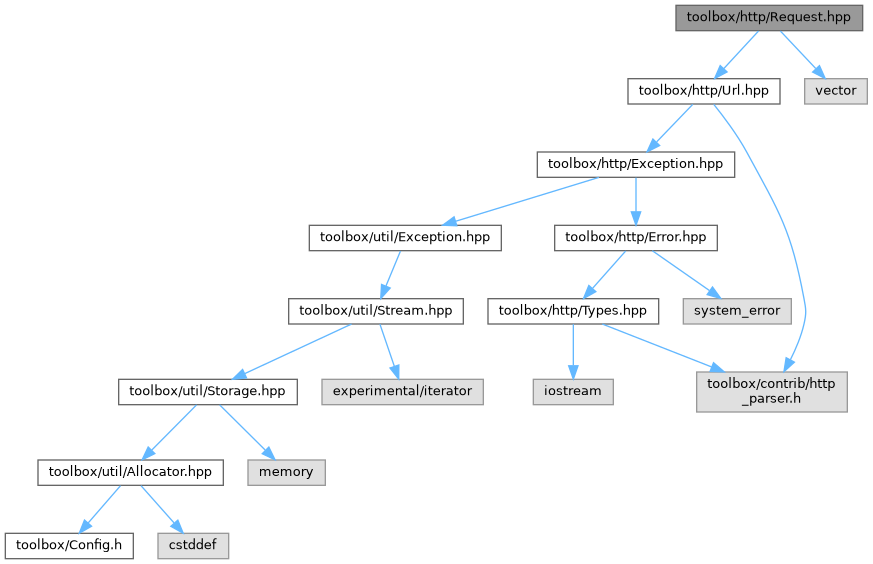 toolbox/http/Request.hpp
toolbox/http/Url.hpp
vector
toolbox/http/Exception.hpp
toolbox/util/Exception.hpp
toolbox/http/Error.hpp
toolbox/util/Stream.hpp
toolbox/http/Types.hpp
system_error
toolbox/util/Storage.hpp
experimental/iterator
iostream
toolbox/contrib/http
_parser.h
toolbox/util/Allocator.hpp
memory
toolbox/Config.h
cstddef